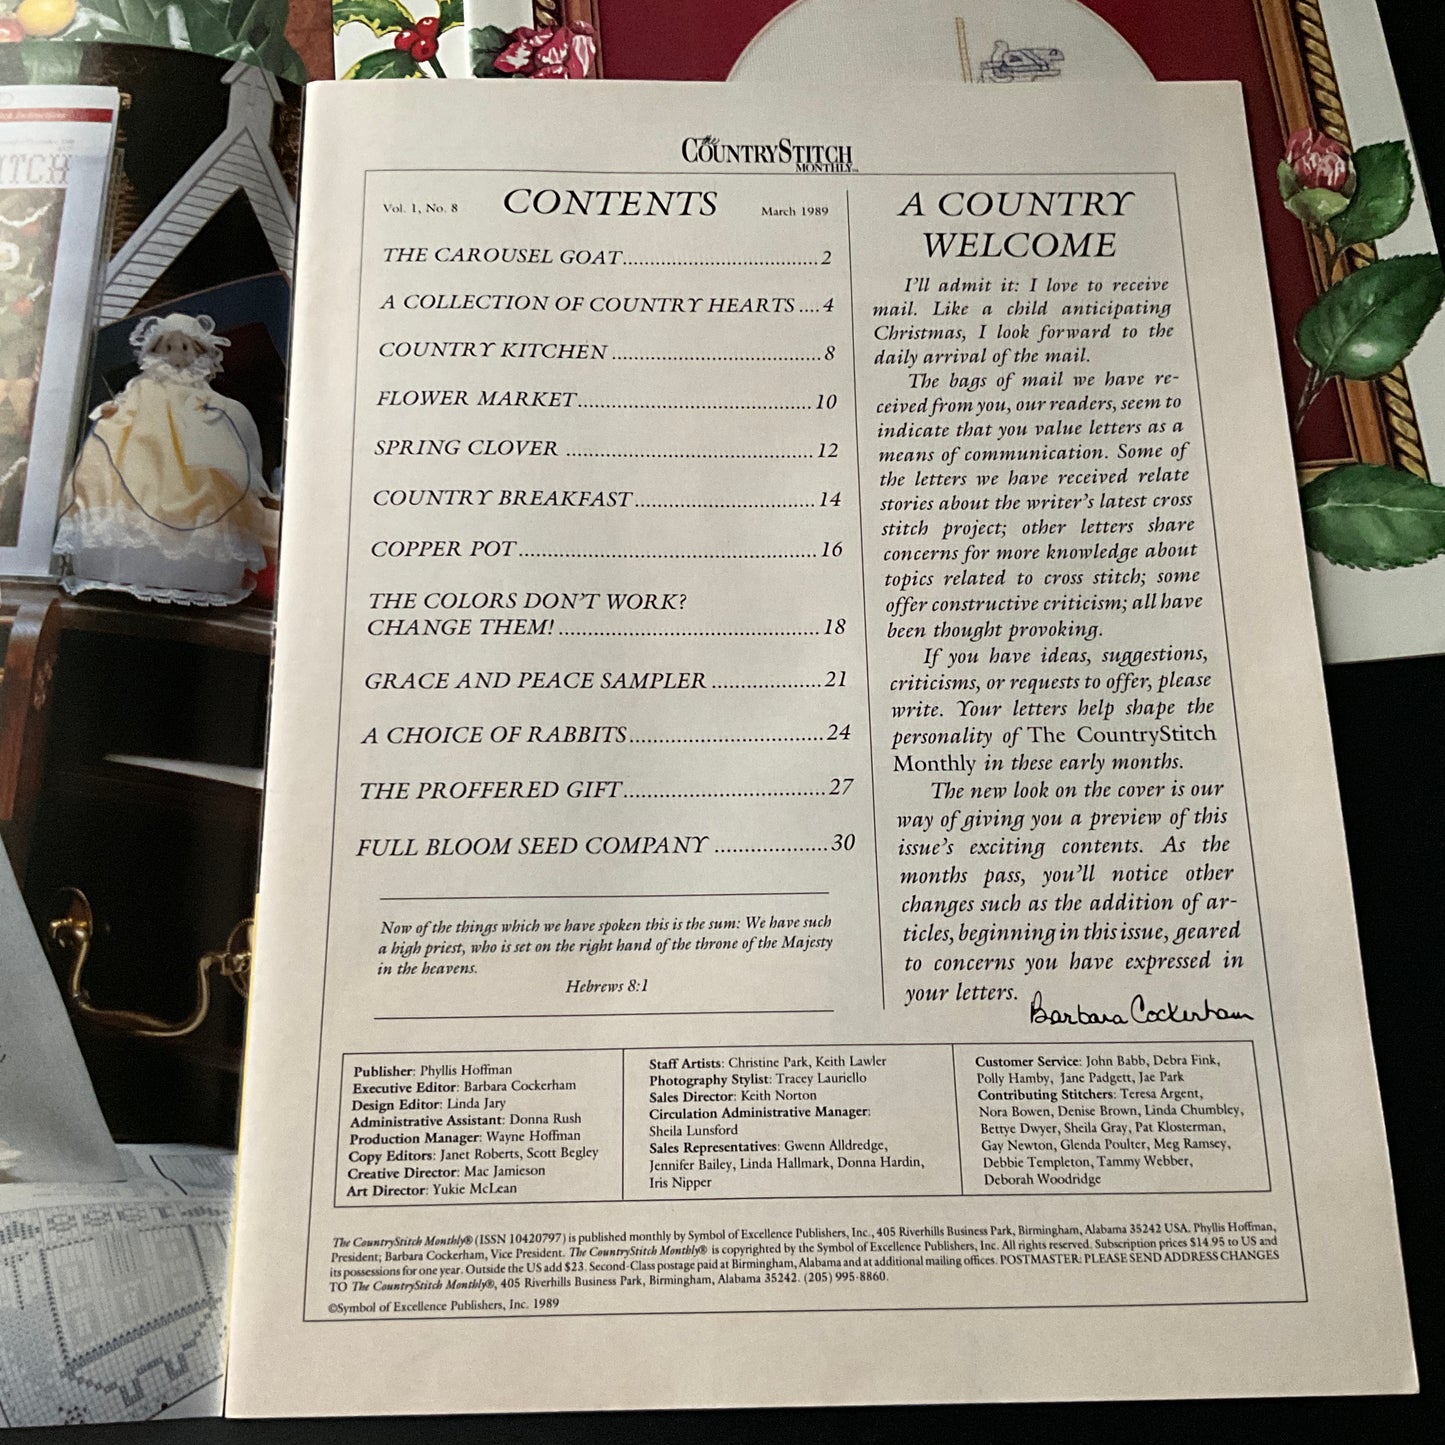 ITCH
the
COUNTRYSTITCH
MONTHLY™
Vol. 1, No. 8
CONTENTS
March 1989
THE CAROUSEL GOAT..................................2
A COLLECTION OF COUNTRY HEARTS....4
COUNTRY KITCHEN....................................8
FLOWER MARKET.........................................10
SPRING CLOVER...........................................12
COUNTRY BREAKFAST................................14
COPPER POT....................................................16
THE COLORS DON'T WORK?
CHANGE THEM!.............................................18
GRACE AND PEACE SAMPLER...................21
A CHOICE OF RABBITS..................................24
THE PROFFERED GIFT...................................27
FULL BLOOM SEED COMPANY...................30
Now of the things which we have spoken this is the sum: We have such
a high priest, who is set on the right hand of the throne of the Majesty
in the heavens.
Hebrews 8:1
A COUNTRY
WELCOME
I'll admit it: I love to receive
mail. Like a child anticipating
Christmas, I look forward to the
daily arrival of the mail.
The bags of mail we have re-
ceived from you, our readers, seem to
indicate that you value letters as a
means of communication. Some of
the letters we have received relate
stories about the writer's latest cross
stitch project; other letters share
concerns for more knowledge about
topics related to cross stitch; some
offer constructive criticism; all have
been thought provoking.
If you have ideas, suggestions,
criticisms, or requests to offer, please
write. Your letters help shape the
personality of The CountryStitch
Monthly in these early months.
The new look on the cover is our
way of giving you a preview of this
issue's exciting contents. As the
months pass, you'll notice other
changes such as the addition of ar-
ticles, beginning in this issue, geared
to concerns you have expressed in
your letters.
Barbara Cockerham
Publisher: Phyllis Hoffman
Executive Editor: Barbara Cockerham
Design Editor: Linda Jary
Administrative Assistant: Donna Rush
Production Manager: Wayne Hoffman
Copy Editors: Janet Roberts, Scott Begley
Creative Director: Mac Jamieson
Art Director: Yukie McLean
Staff Artists: Christine Park, Keith Lawler
Photography Stylist: Tracey Lauriello
Sales Director: Keith Norton
Circulation Administrative Manager:
Sheila Lunsford
Sales Representatives: Gwenn Alldredge,
Jennifer Bailey, Linda Hallmark, Donna Hardin,
Iris Nipper
Customer Service: John Babb, Debra Fink,
Polly Hamby, Jane Padgett, Jae Park
Contributing Stitchers: Teresa Argent,
Nora Bowen, Denise Brown, Linda Chumbley,
Bettye Dwyer, Sheila Gray, Pat Klosterman,
Gay Newton, Glenda Poulter, Meg Ramsey,
Debbie Templeton, Tammy Webber,
Deborah Woodridge
The CountryStitch Monthly® (ISSN 10420797) is published monthly by Symbol of Excellence Publishers, Inc., 405 Riverhills Business Park, Birmingham, Alabama 35242 USA. Phyllis Hoffman,
President; Barbara Cockerham, Vice President. The CountryStitch Monthly® is copyrighted by the Symbol of Excellence Publishers, Inc. All rights reserved. Subscription prices $14.95 to US and
its possessions for one year. Outside the US add $23. Second-Class postage paid at Birmingham, Alabama and at additional mailing offices. POSTMASTER: PLEASE SEND ADDRESS CHANGES
TO The CountryStitch Monthly®, 405 Riverhills Business Park, Birmingham, Alabama 35242. (205) 995-8860.
©Symbol of Excellence Publishers, Inc. 1989